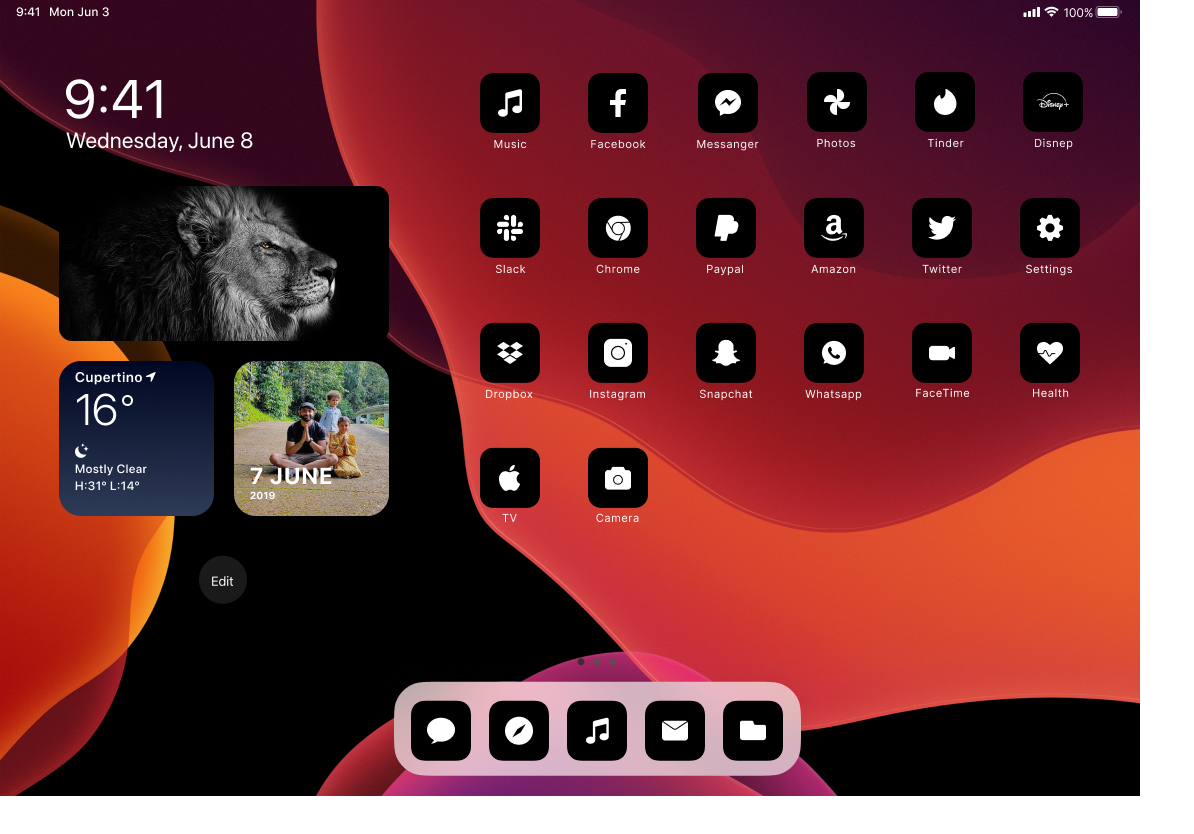 9:41 Mon Jun 3
100%
9:41
Wednesday, June 8
Music
Facebook
Messanger
Photos
Tinder
Disney+
Disnep
Slack
Chrome
Paypal
Amazon
Twitter
Settings
Dropbox
Instagram
Snapchat
Whatsapp
FaceTime
Health
TV
Camera
Cupertino
16°
Mostly Clear
H:31° L:14°
7 JUNE
2019
Edit